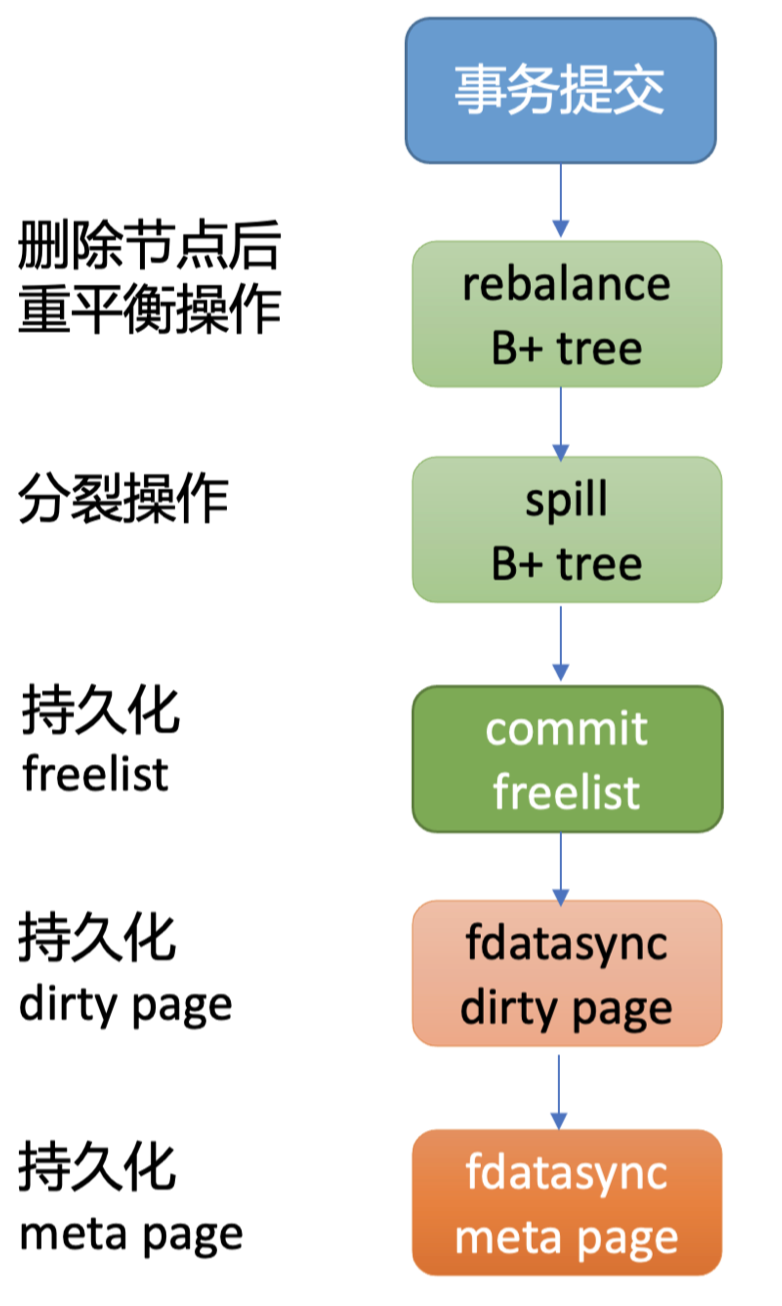 事务提交
删除节点后
重平衡操作
rebalance
B+ tree
分裂操作
spill
B+ tree
持久化
freelist
commit
freelist
持久化
dirty page
fdatasync
dirty page
持久化
meta page
fdatasync
meta page